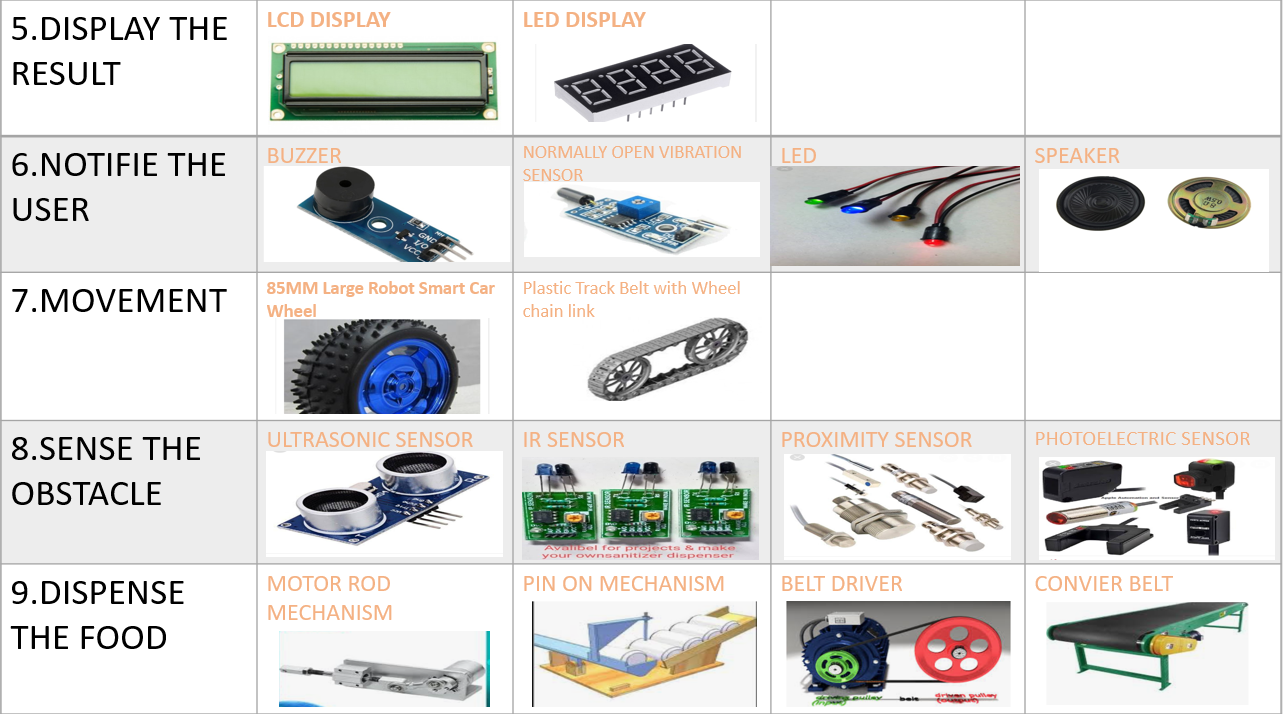 5.DISPLAY THE
RESULT
LCD DISPLAY
LED DISPLAY
6.NOTIFIE THE
USER
BUZZER
GND
I/O
VCC
NORMALLY OPEN VIBRATION
SENSOR
LED
SPEAKER
7.MOVEMENT
85MM Large Robot Smart Car
Wheel
Plastic Track Belt with Wheel
chain link
8.SENSE THE
OBSTACLE
ULTRASONIC SENSOR
IR SENSOR
Avalibel for projects & make
your ownsanitizer dispenser
PROXIMITY SENSOR
PHOTOELECTRIC SENSOR
9.DISPENSE
THE FOOD
MOTOR ROD
MECHANISM
PIN ON MECHANISM
BELT DRIVER
driving pulley
(input)
belt
driven pulley
(output)
CONVIER BELT